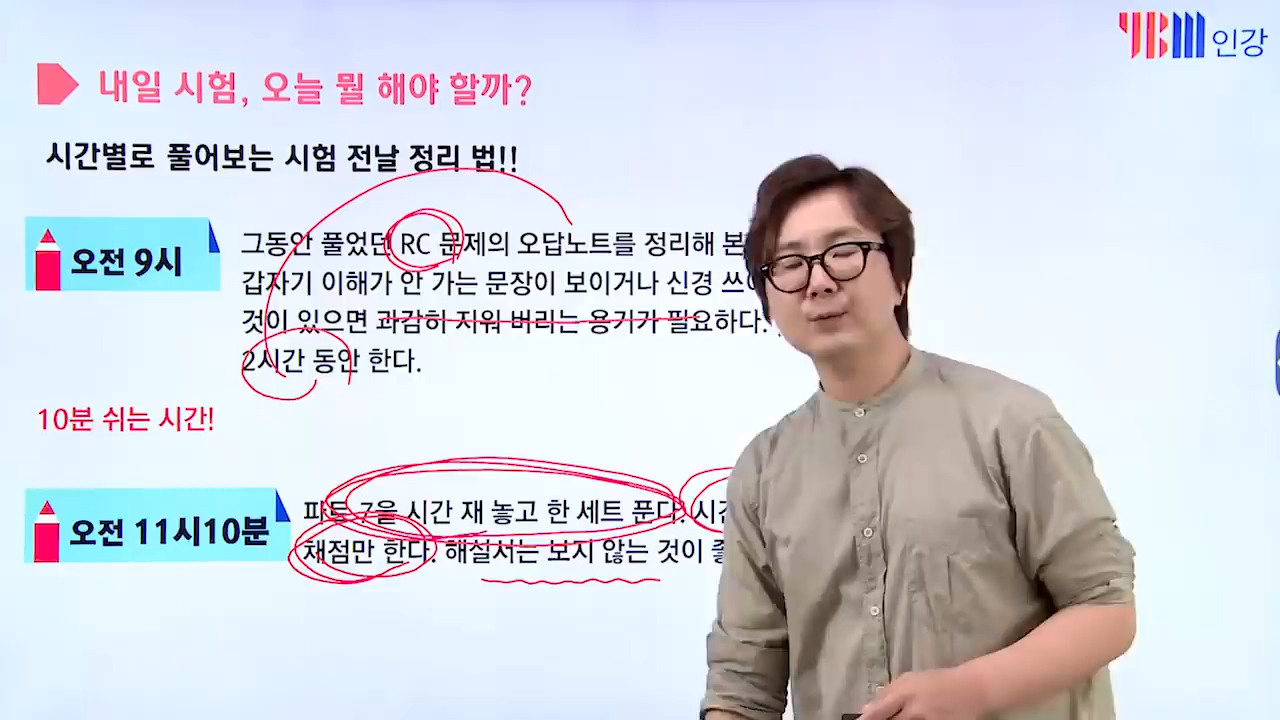 YBM 인강
내일 시험, 오늘 뭘 해야 할까?
시간별로 풀어보는 시험 전날 정리 법!!
오전 9시
그동안 풀었던 RC 문제의 오답노트를 정리해 본
갑자기 이해가 안 가는 문장이 보이거나 신경 쓰이
것이 있으면 과감히 지워 버리는 용기가 필요하다.
2시간 동안 한다.
10분 쉬는 시간!
오전 11시10분
파트 7을 시간 재 놓고 한 세트 푼다. 시간
채점만 한다. 해설서는 보지 않는 것이